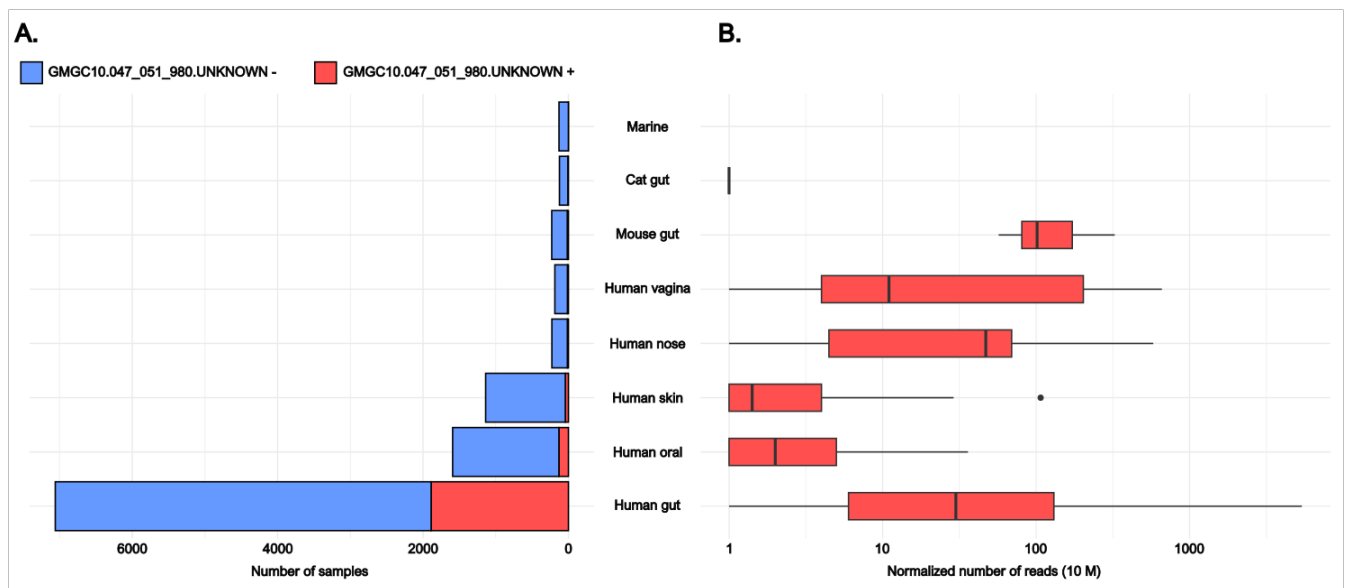 A.
B.
GMGC10.047_051_980.UNKNOWN -
GMGC10.047_051_980.UNKNOWN +
Marine
Cat gut
Mouse gut
Human vagina
Human nose
Human skin
Human oral
Human gut
6000
4000
2000
0
1
10
100
1000
Number of samples
Normalized number of reads (10 M)